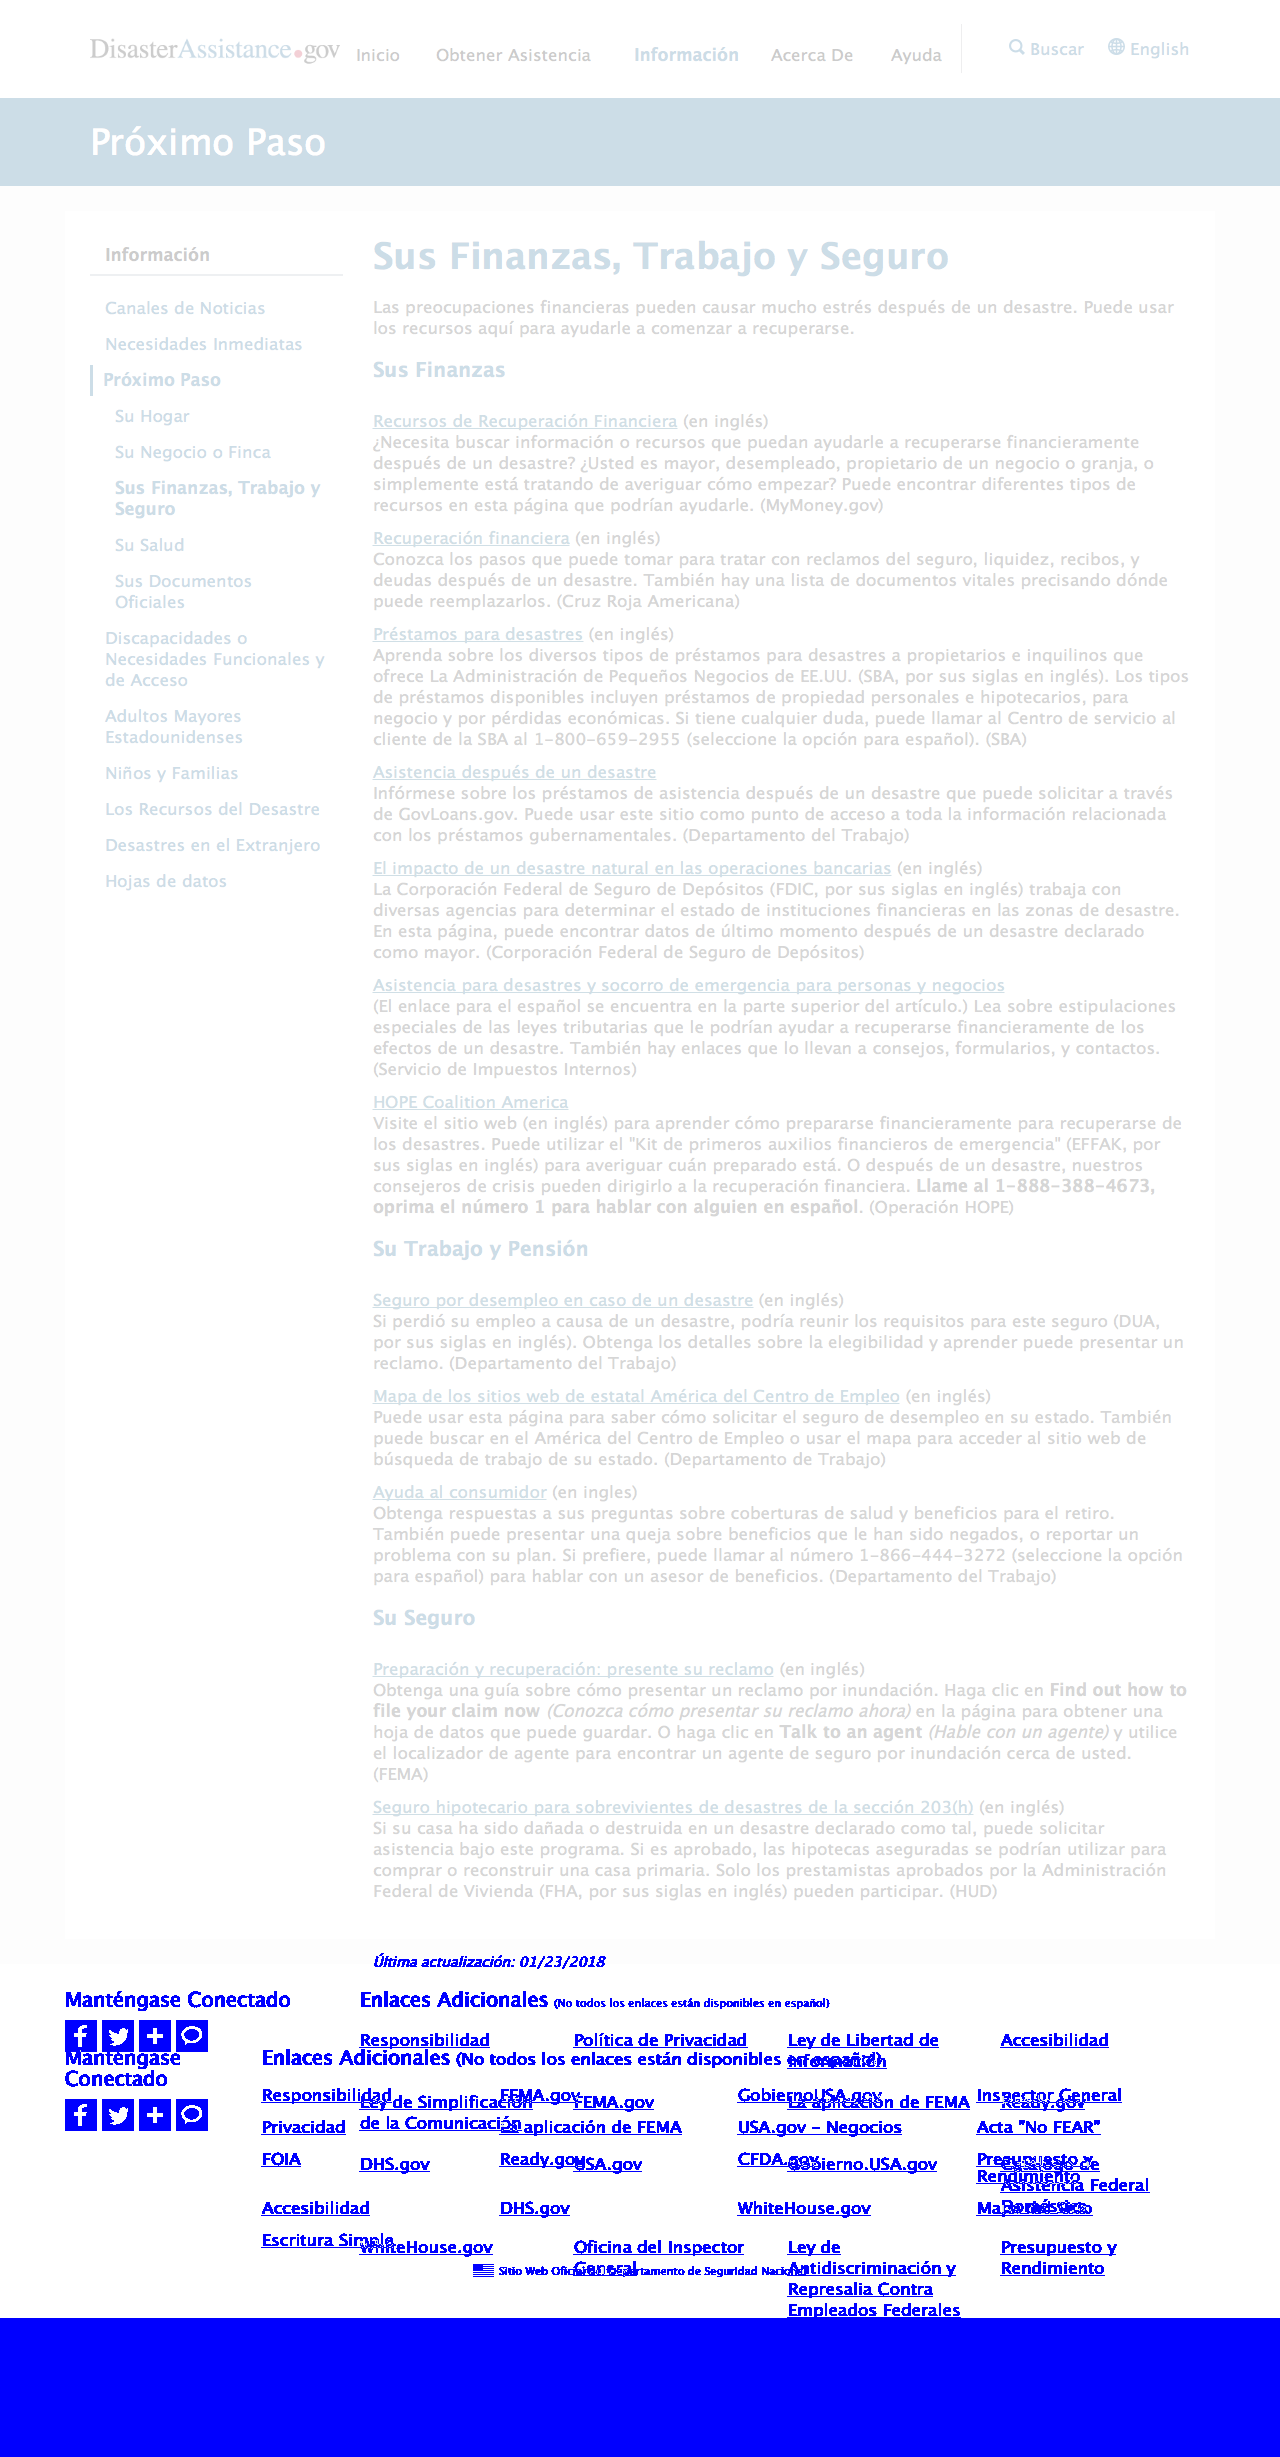 DisasterAssistance.gov Inicio Obtener Asistencia Información Acerca De Ayuda Buscar English
Próximo Paso
Información
Canales de Noticias
Necesidades Inmediatas
Próximo Paso
Su Hogar
Su Negocio o Finca
Sus Finanzas, Trabajo y
Seguro
Su Salud
Sus Documentos
Oficiales
Discapacidades o
Necesidades Funcionales y
de Acceso
Adultos Mayores
Estadounidenses
Niños y Familias
Los Recursos del Desastre
Desastres en el Extranjero
Hojas de datos
Sus Finanzas, Trabajo y Seguro
Las preocupaciones financieras pueden causar mucho estrés después de un desastre. Puede usar
los recursos aquí para ayudarle a comenzar a recuperarse.
Sus Finanzas
Recursos de Recuperación Financiera (en inglés)
¿Necesita buscar información o recursos que puedan ayudarle a recuperarse financieramente
después de un desastre? ¿Usted es mayor, desempleado, propietario de un negocio o granja, o
simplemente está tratando de averiguar cómo empezar? Puede encontrar diferentes tipos de
recursos en esta página que podrían ayudarle. (MyMoney.gov)
Recuperación financiera (en inglés)
Conozca los pasos que puede tomar para tratar con reclamos del seguro, liquidez, recibos, y
deudas después de un desastre. También hay una lista de documentos vitales precisando dónde
puede reemplazarlos. (Cruz Roja Americana)
Préstamos para desastres (en inglés)
Aprenda sobre los diversos tipos de préstamos para desastres a propietarios e inquilinos que
ofrece La Administración de Pequeños Negocios de EE.UU. (SBA, por sus siglas en inglés). Los tipos
de préstamos disponibles incluyen préstamos de propiedad personales e hipotecarios, para
negocio y por pérdidas económicas. Si tiene cualquier duda, puede llamar al Centro de servicio al
cliente de la SBA al 1-800-659-2955 (seleccione la opción para español). (SBA)
Asistencia después de un desastre
Infórmese sobre los préstamos de asistencia después de un desastre que puede solicitar a través
de GovLoans.gov. Puede usar este sitio como punto de acceso a toda la información relacionada
con los préstamos gubernamentales. (Departamento del Trabajo)
El impacto de un desastre natural en las operaciones bancarias (en inglés)
La Corporación Federal de Seguro de Depósitos (FDIC, por sus siglas en inglés) trabaja con
diversas agencias para determinar el estado de instituciones financieras en las zonas de desastre.
En esta página, puede encontrar datos de último momento después de un desastre declarado
como mayor. (Corporación Federal de Seguro de Depósitos)
Asistencia para desastres y socorro de emergencia para personas y negocios
(El enlace para el español se encuentra en la parte superior del artículo.) Lea sobre estipulaciones
especiales de las leyes tributarias que le podrían ayudar a recuperarse financieramente de los
efectos de un desastre. También hay enlaces que lo llevan a consejos, formularios, y contactos.
(Servicio de Impuestos Internos)
HOPE Coalition America
Visite el sitio web (en inglés) para aprender cómo prepararse financieramente para recuperarse de
los desastres. Puede utilizar el "Kit de primeros auxilios financieros de emergencia" (EFFAK, por
sus siglas en inglés) para averiguar cuán preparado está. O después de un desastre, nuestros
consejeros de crisis pueden dirigirlo a la recuperación financiera. Llame al 1-888-388-4673,
oprima el número 1 para hablar con alguien en español. (Operación HOPE)
Su Trabajo y Pensión
Seguro por desempleo en caso de un desastre (en inglés)
Si perdió su empleo a causa de un desastre, podría reunir los requisitos para este seguro (DUA,
por sus siglas en inglés). Obtenga los detalles sobre la elegibilidad y aprender puede presentar un
reclamo. (Departamento del Trabajo)
Mapa de los sitios web de estatal América del Centro de Empleo (en inglés)
Puede usar esta página para saber cómo solicitar el seguro de desempleo en su estado. También
puede buscar en el América del Centro de Empleo o usar el mapa para acceder al sitio web de
búsqueda de trabajo de su estado. (Departamento de Trabajo)
Ayuda al consumidor (en ingles)
Obtenga respuestas a sus preguntas sobre coberturas de salud y beneficios para el retiro.
También puede presentar una queja sobre beneficios que le han sido negados, o reportar un
problema con su plan. Si prefiere, puede llamar al número 1-866-444-3272 (seleccione la opción
para español) para hablar con un asesor de beneficios. (Departamento del Trabajo)
Su Seguro
Preparación y recuperación: presente su reclamo (en inglés)
Obtenga una guía sobre cómo presentar un reclamo por inundación. Haga clic en Find out how to
file your claim now (Conozca cómo presentar su reclamo ahora) en la página para obtener una
hoja de datos que puede guardar. O haga clic en Talk to an agent (Hable con un agente) y utilice
el localizador de agente para encontrar un agente de seguro por inundación cerca de usted.
(FEMA)
Seguro hipotecario para sobrevivientes de desastres de la sección 203(h) (en inglés)
Si su casa ha sido dañada o destruida en un desastre declarado como tal, puede solicitar
asistencia bajo este programa. Si es aprobado, las hipotecas aseguradas se podrían utilizar para
comprar o reconstruir una casa primaria. Solo los prestamistas aprobados por la Administración
Federal de Vivienda (FHA, por sus siglas en inglés) pueden participar. (HUD)
Última actualización: 01/23/2018
Manténgase Conectado Enlaces Adicionales (No todos los enlaces están disponibles en español)
Responsibilidad Política de Privacidad Ley de Libertad de Accesibilidad
Información
Manténgase Enlaces Adicionales (No todos los enlaces están disponibles en español)
Conectado
Responsibilidad FEMA.gov GobiernoUSA.gov Inspector General
Ley de Simplificación FEMA.gov La aplicación de FEMA Ready.gov
de la Comunicación
Privacidad La aplicación de FEMA USA.gov - Negocios Acta "No FEAR"
FOIA Ready.gov CFDA.gov Presupuesto y
Rendimiento
DHS.gov USA.gov Gobierno.USA.gov Catálogo de
Asistencia Federal
Accesibilidad DHS.gov WhiteHouse.gov
Escritura Simple
WhiteHouse.gov Oficina del Inspector Ley de Presupuesto y
General Antidiscriminación y Rendimiento
Represalia Contra
Empleados Federales
Sitio Web Oficial del Departamento de Seguridad Nacional